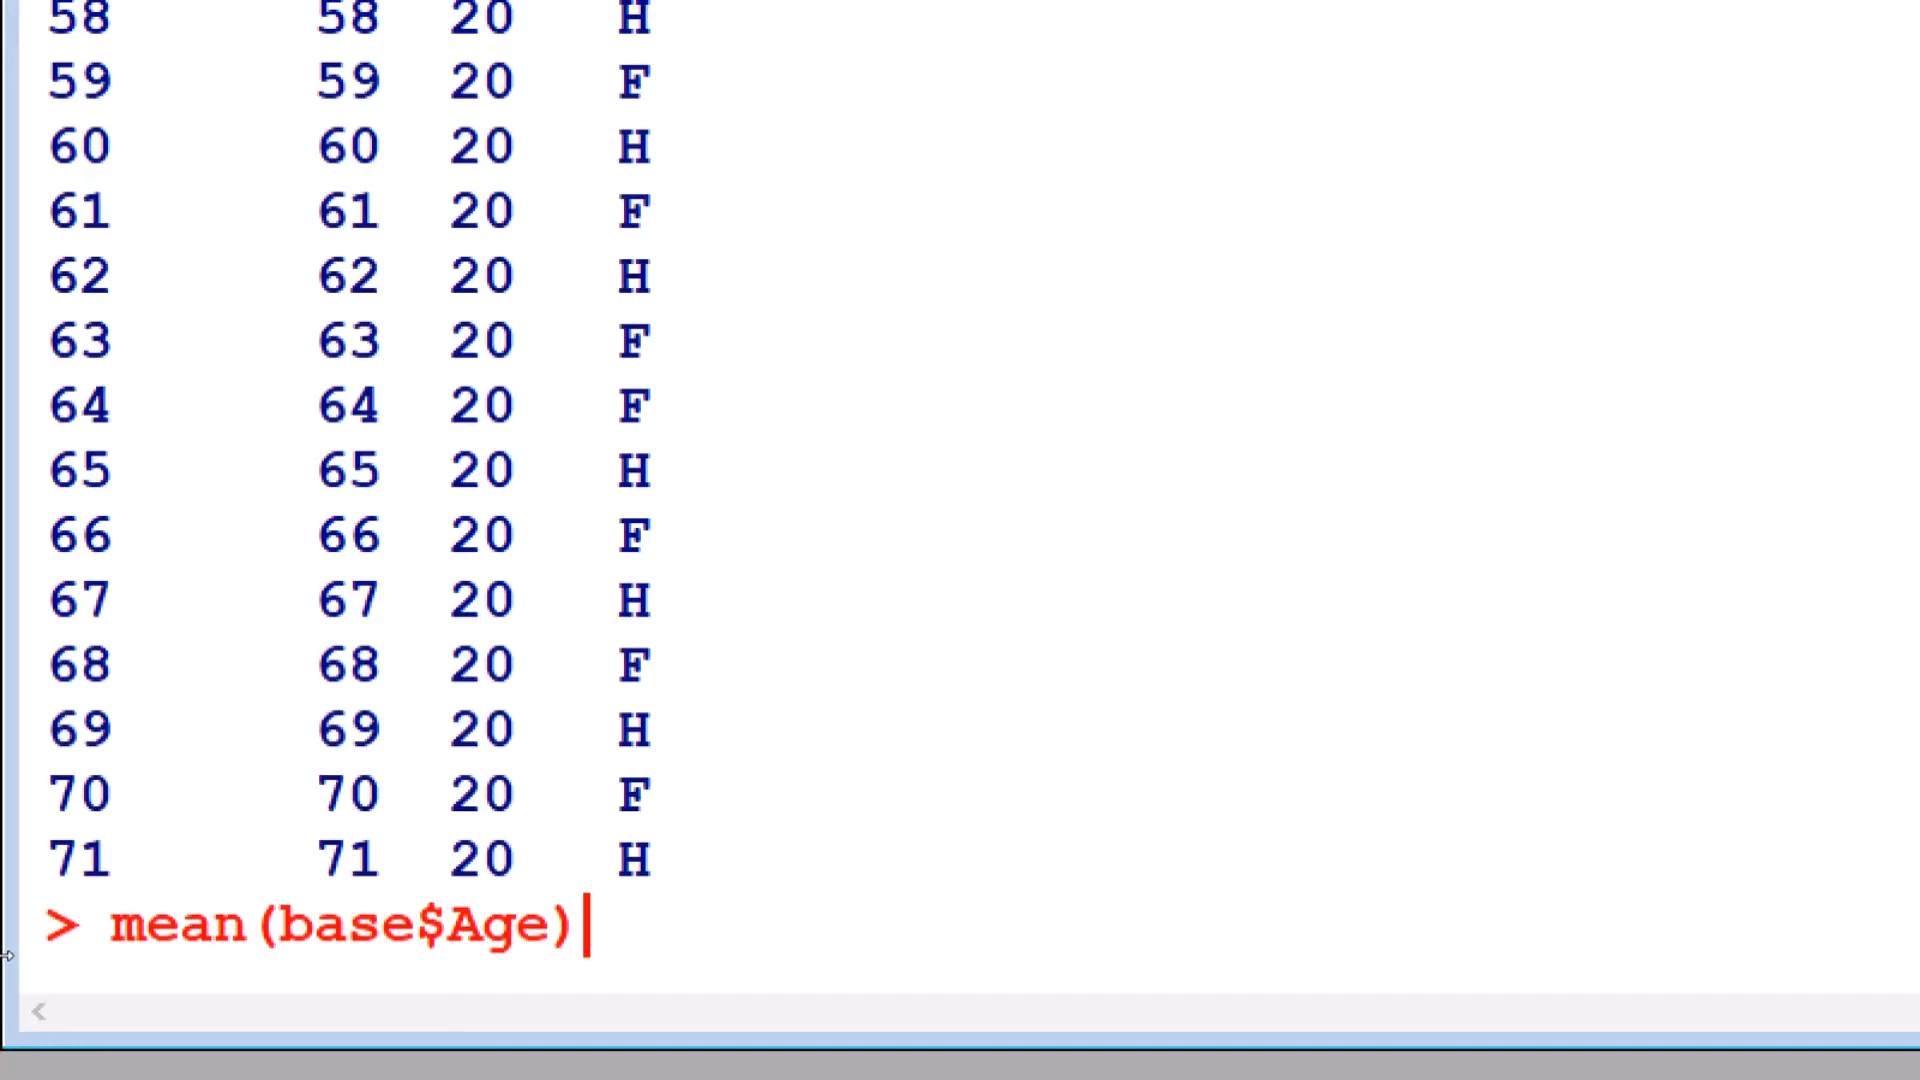 58 58 20 H
59 59 20 F
60 60 20 H
61 61 20 F
62 62 20 H
63 63 20 F
64 64 20 F
65 65 20 H
66 66 20 F
67 67 20 H
68 68 20 F
69 69 20 H
70 70 20 F
71 71 20 H
> mean(base$Age)